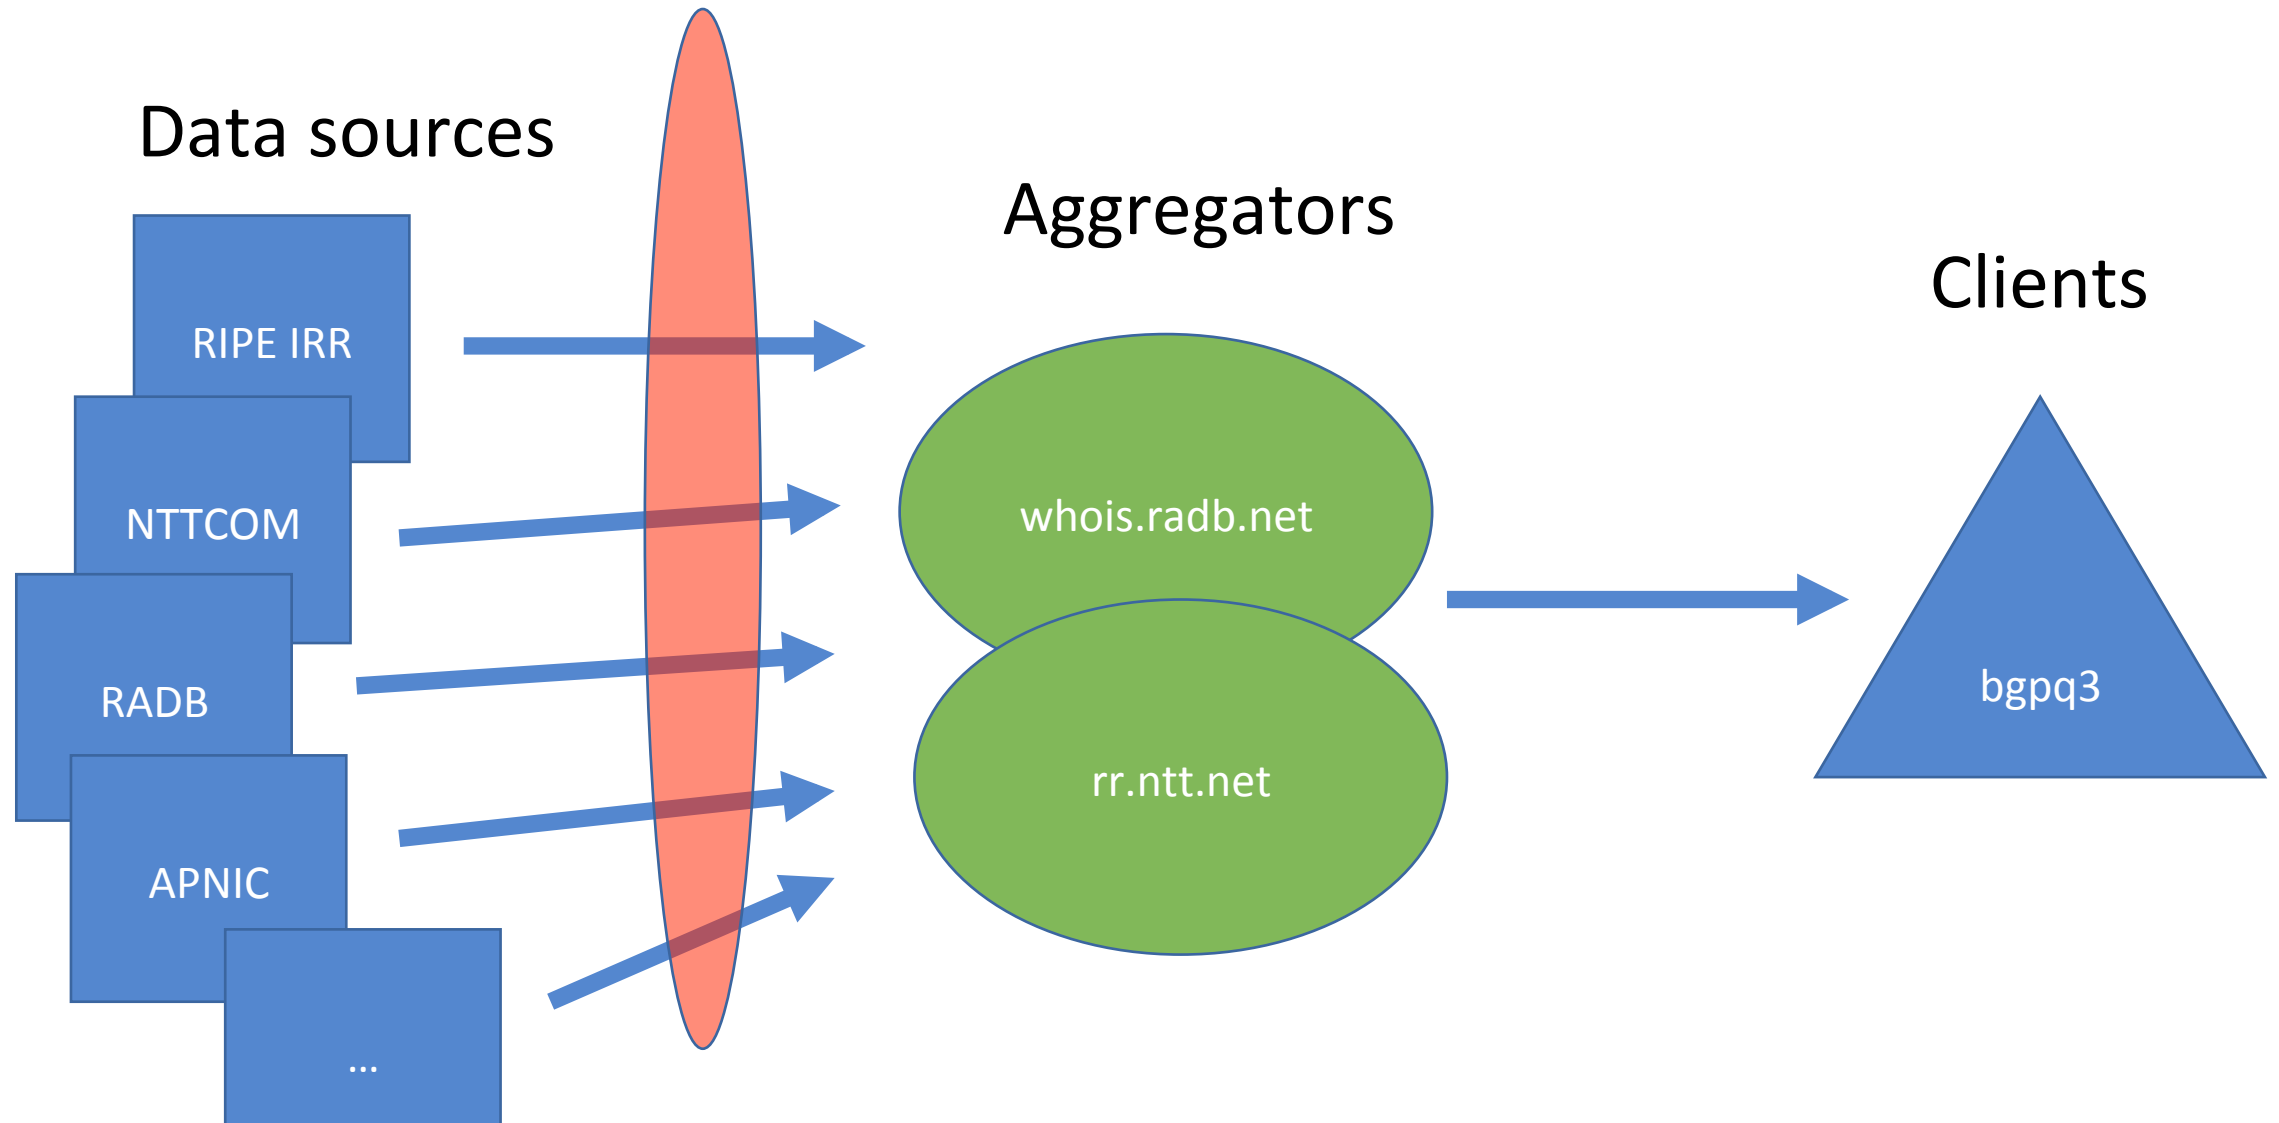 Data sources
RIPE IRR
NTTCOM
RADB
APNIC
...
Aggregators
whois.radb.net
rr.ntt.net
Clients
bgpq3